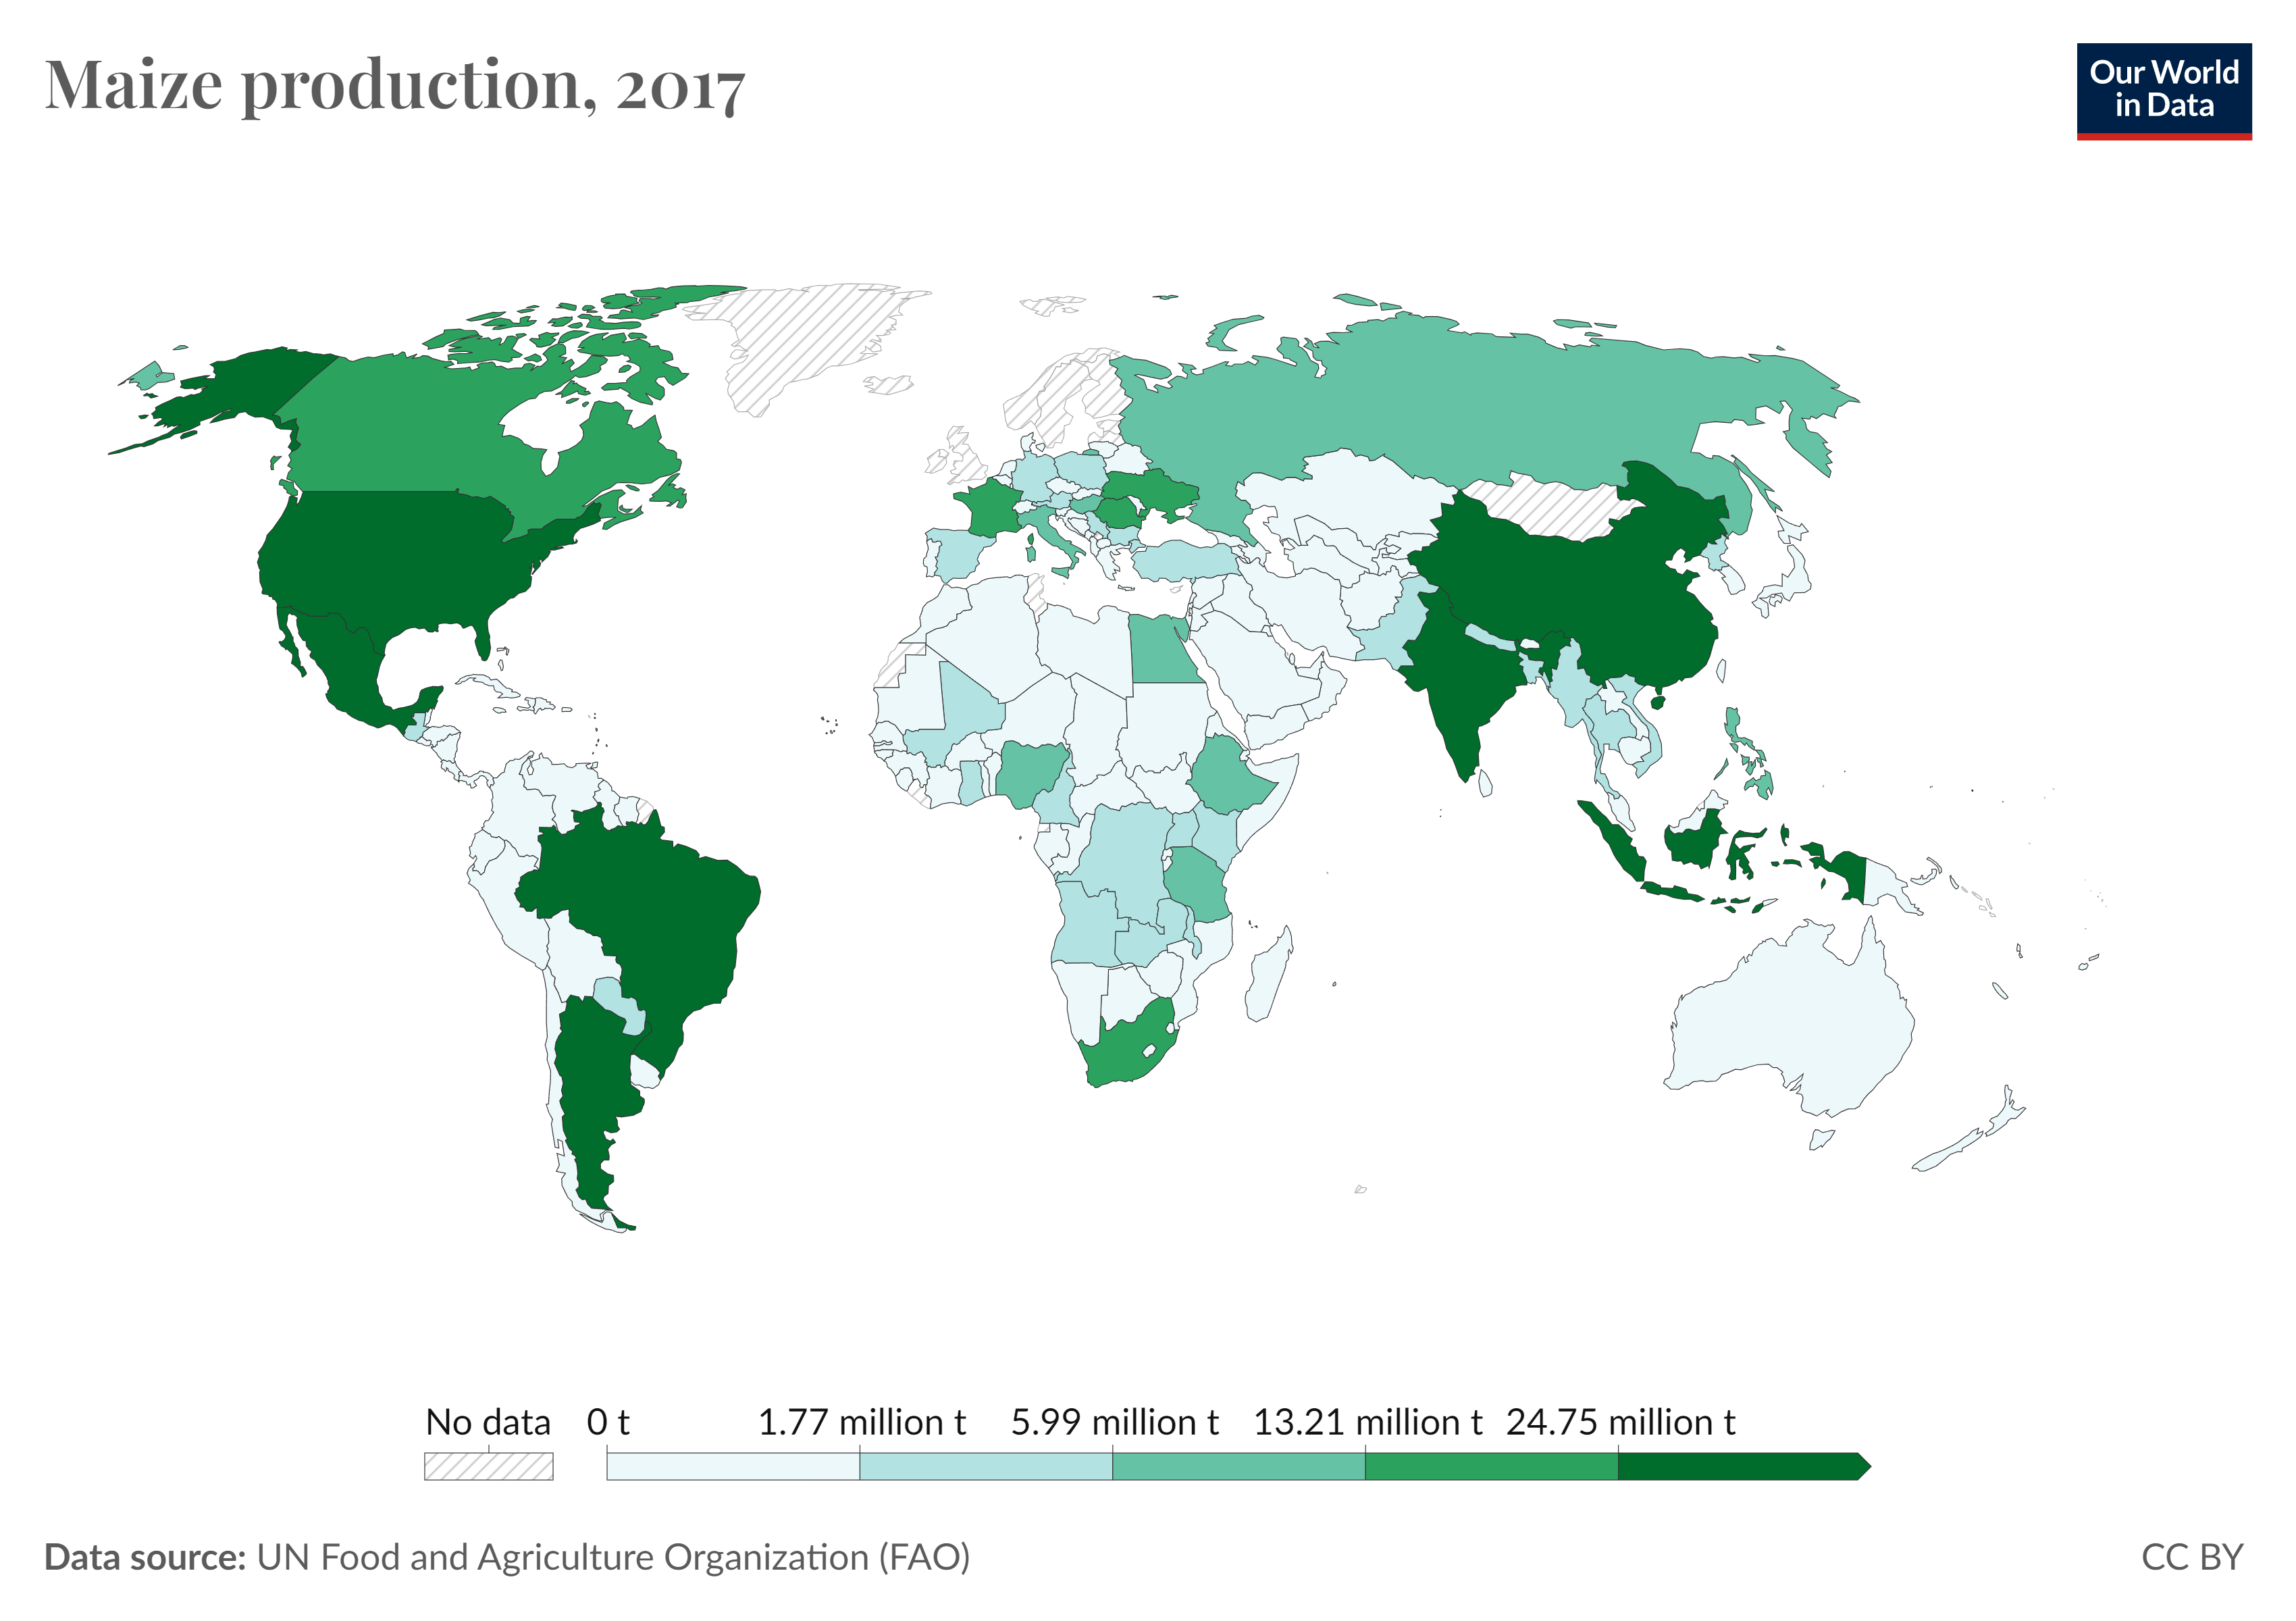 Maize production, 2017
Our World
in Data
No data
0 t
1.77 million t
5.99 million t
13.21 million t
24.75 million t
Data source: UN Food and Agriculture Organization (FAO)
CC BY